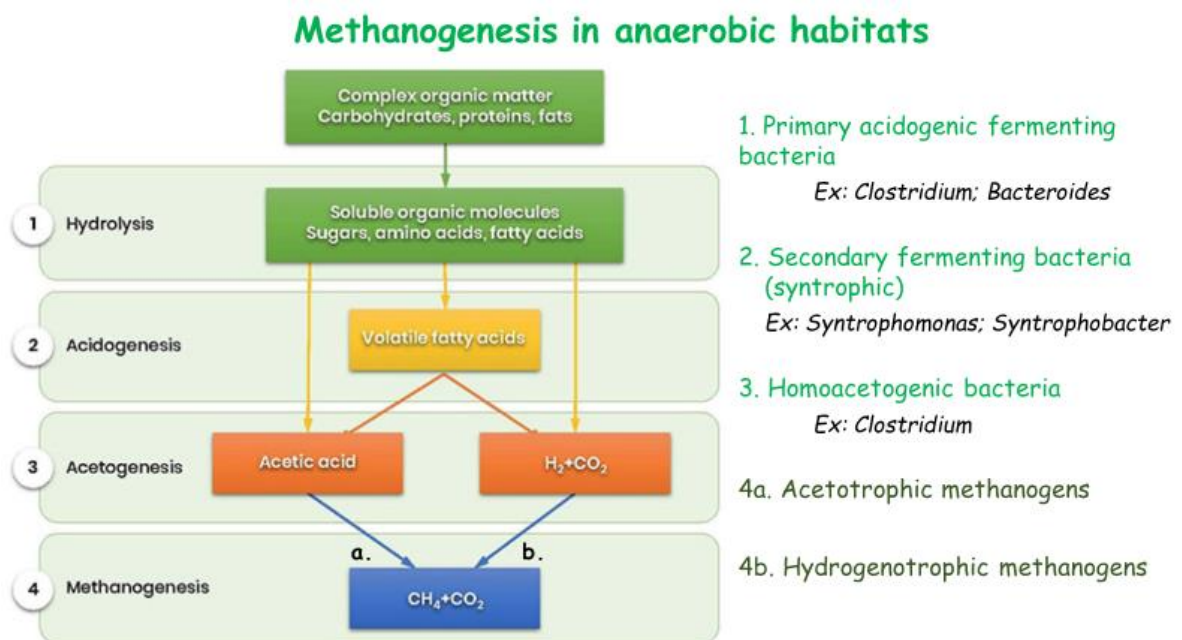 Methanogenesis in anaerobic habitats
Complex organic matter
Carbohydrates, proteins, fats
1
Hydrolysis
Soluble organic molecules
Sugars, amino acids, fatty acids
2
Acidogenesis
Volatile fatty acids
3
Acetogenesis
Acetic acid
H₂+CO₂
a.
b.
4
Methanogenesis
CH₄+CO₂
1. Primary acidogenic fermenting
bacteria
Ex: Clostridium; Bacteroides
2. Secondary fermenting bacteria
(syntrophic)
Ex: Syntrophomonas; Syntrophobacter
3. Homoacetogenic bacteria
Ex: Clostridium
4a. Acetotrophic methanogens
4b. Hydrogenotrophic methanogens